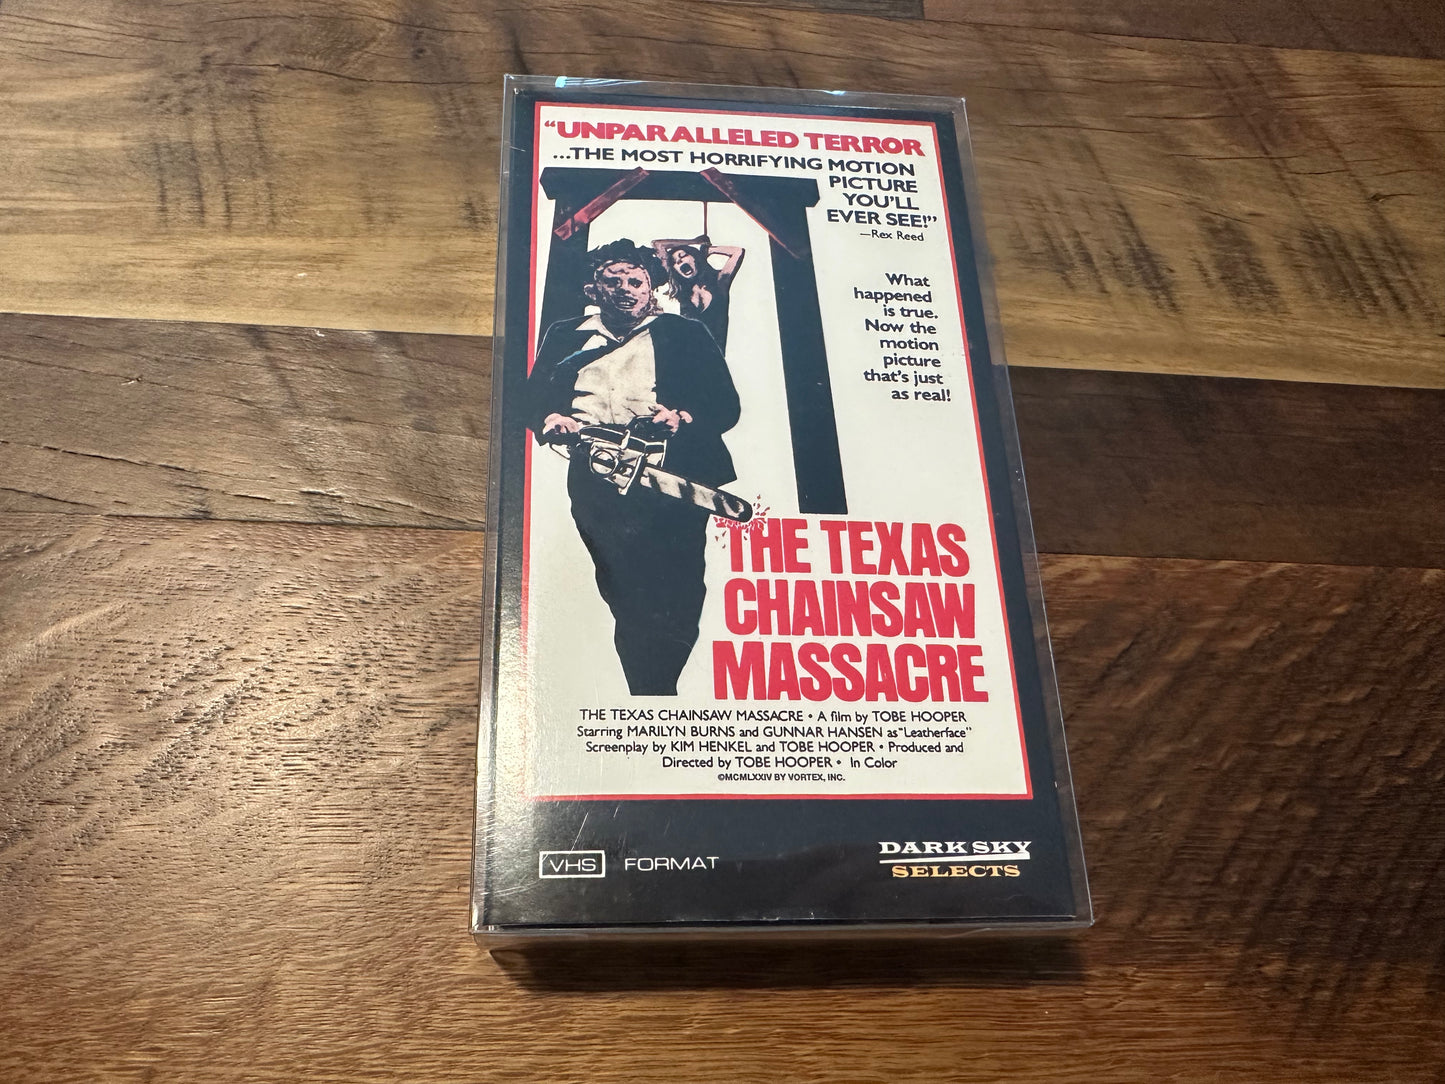 “UNPARALLELED TERROR
...THE MOST HORRIFYING MOTION
PICTURE
YOU'LL
EVER SEE!”
—Rex Reed
What
happened
is true.
Now the
motion
picture
that's just
as real!
THE TEXAS
CHAINSAW
MASSACRE
THE TEXAS CHAINSAW MASSACRE • A film by TOBE HOOPER
Starring MARILYN BURNS and GUNNAR HANSEN as “Leatherface”
Screenplay by KIM HENKEL and TOBE HOOPER • Produced and
Directed by TOBE HOOPER • In Color
©MCMLXXIV BY VORTEX, INC.
VHS FORMAT
DARK SKY
SELECTS